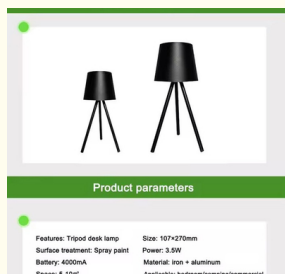 Product parameters
Features: Tripod desk lamp Size: 107×270mm
Surface treatment: Spray paint Power: 3.5W
Battery: 4000mA Material: iron + aluminum